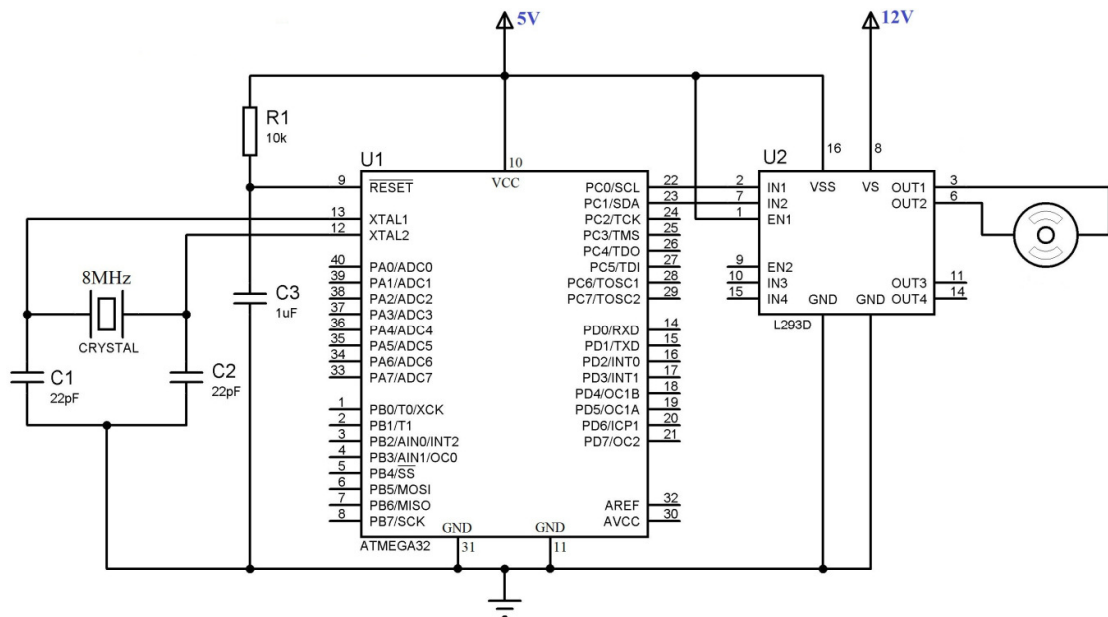 5V
12V
R1
10k
U1
10
VCC
U2
16
8
VSS
VS
9
RESET
13
XTAL1
12
XTAL2
40
PA0/ADC0
39
PA1/ADC1
38
PA2/ADC2
37
PA3/ADC3
36
PA4/ADC4
35
PA5/ADC5
34
PA6/ADC6
33
PA7/ADC7
1
PB0/T0/XCK
2
PB1/T1
3
PB2/AIN0/INT2
4
PB3/AIN1/OC0
5
PB4/SS
6
PB5/MOSI
7
PB6/MISO
8
PB7/SCK
PC0/SCL
22
PC1/SDA
23
PC2/TCK
24
PC3/TMS
25
PC4/TDO
26
PC5/TDI
27
PC6/TOSC1
28
PC7/TOSC2
29
PD0/RXD
14
PD1/TXD
15
PD2/INT0
16
PD3/INT1
17
PD4/OC1B
18
PD5/OC1A
19
PD6/ICP1
20
PD7/OC2
21
AREF
32
AVCC
30
GND
GND
ATMEGA32
31
11
2
IN1
7
IN2
1
EN1
9
EN2
10
IN3
15
IN4
OUT1
3
OUT2
6
OUT3
11
OUT4
14
GND
GND
L293D
8MHz
CRYSTAL
C3
1uF
C1
22pF
C2
22pF